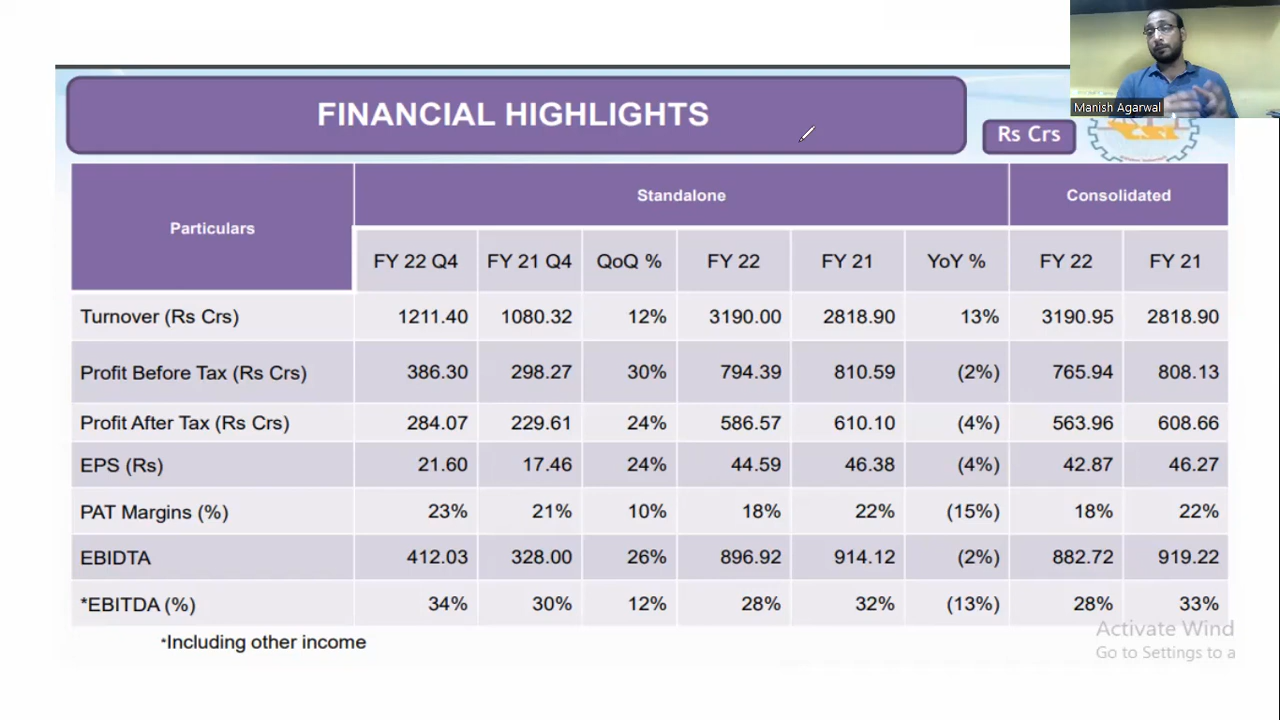 Manish Agarwal
FINANCIAL HIGHLIGHTS
Rs Crs
Particulars Standalone Consolidated
FY 22 Q4 FY 21 Q4 QoQ % FY 22 FY 21 YoY % FY 22 FY 21
Turnover (Rs Crs) 1211.40 1080.32 12% 3190.00 2818.90 13% 3190.95 2818.90
Profit Before Tax (Rs Crs) 386.30 298.27 30% 794.39 810.59 (2%) 765.94 808.13
Profit After Tax (Rs Crs) 284.07 229.61 24% 586.57 610.10 (4%) 563.96 608.66
EPS (Rs) 21.60 17.46 24% 44.59 46.38 (4%) 42.87 46.27
PAT Margins (%) 23% 21% 10% 18% 22% (15%) 18% 22%
EBIDTA 412.03 328.00 26% 896.92 914.12 (2%) 882.72 919.22
*EBITDA (%) 34% 30% 12% 28% 32% (13%) 28% 33%
*Including other income
Activate Wind
Go to Settings to a